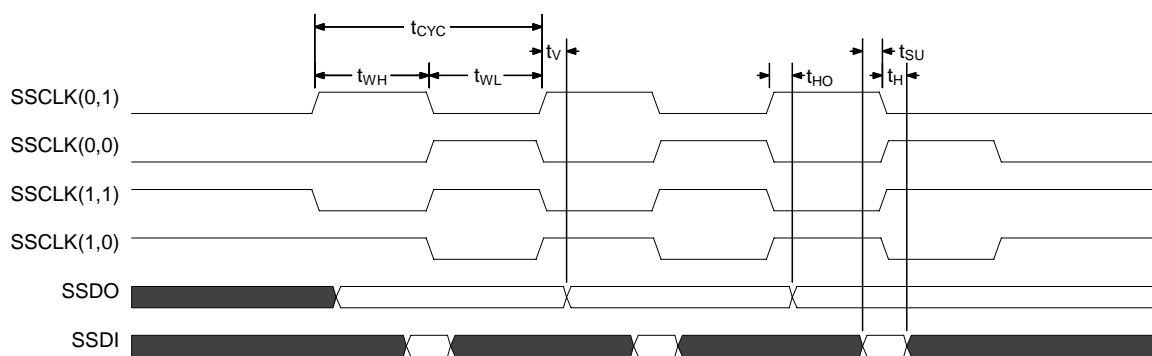 tCYC
tV
tSU
tWH
tWL
tHO
tH
SSCLK(0,1)
SSCLK(0,0)
SSCLK(1,1)
SSCLK(1,0)
SSDO
SSDI